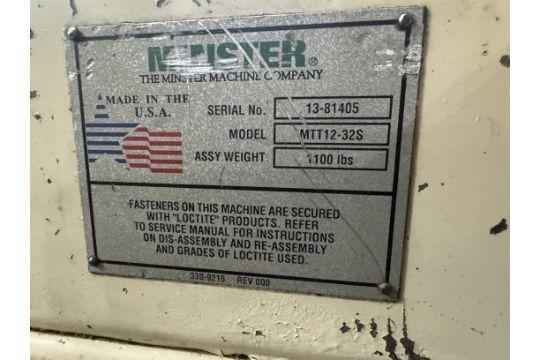 MINSTER®
THE MINSTER MACHINE COMPANY
MADE IN THE
U.S.A.
SERIAL No. 13-81405
MODEL MTT12-32S
ASSY WEIGHT 1100 lbs
FASTENERS ON THIS MACHINE ARE SECURED
WITH "LOCTITE" PRODUCTS. REFER
TO SERVICE MANUAL FOR INSTRUCTIONS
ON DIS-ASSEMBLY AND RE-ASSEMBLY
AND GRADES OF LOCTITE USED.
330-9216 REV 000